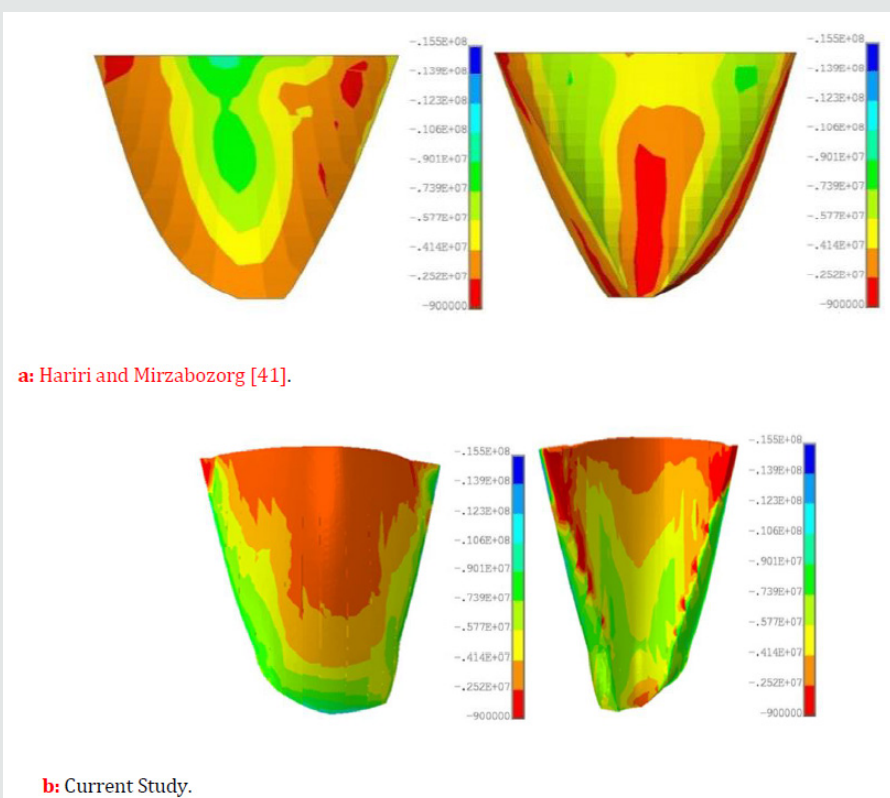 -.155E+08
-.139E+08
-.123E+08
-.106E+08
-.901E+07
-.739E+07
-.577E+07
-.414E+07
-.252E+07
-900000
-.155E+08
-.139E+08
-.123E+08
-.106E+08
-.901E+07
-.739E+07
-.577E+07
-.414E+07
-.252E+07
-900000
a: Hariri and Mirzabozorg [41].
-.155E+08
-.139E+08
-.123E+08
-.106E+08
-.901E+07
-.739E+07
-.577E+07
-.414E+07
-.252E+07
-900000
-.155E+08
-.139E+08
-.123E+08
-.106E+08
-.901E+07
-.739E+07
-.577E+07
-.414E+07
-.252E+07
-900000
b: Current Study.